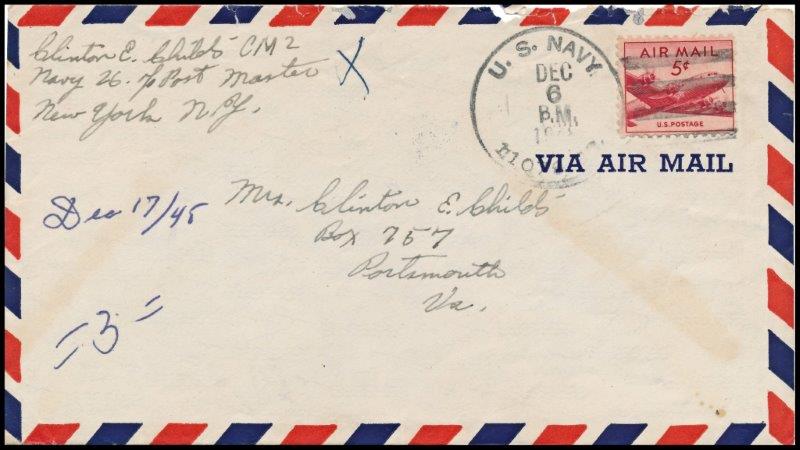 Clinton E. Childs CM2
Navy 26. c/o Post Master
New York N.Y.
X
U. S. NAVY
DEC
6
P.M.
AIR MAIL
5¢
U.S. POSTAGE
VIA AIR MAIL
Dec 17/45
Mrs. Clinton E. Childs
Box 757
Portsmouth
Va.
-3-